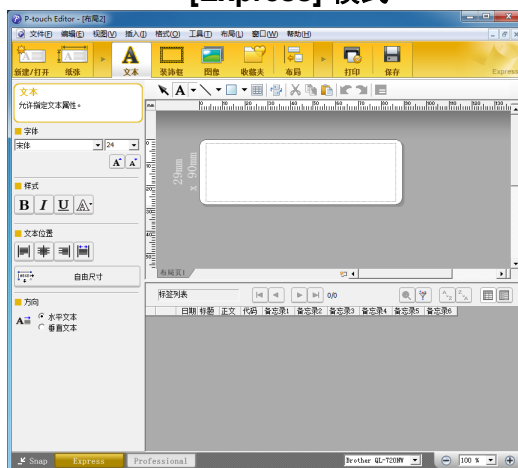 [Express] 模式
P-touch Editor - [布局2]
文件(F) 编辑(E) 视图(V) 插入(I) 格式(O) 工具(T) 布局(L) 窗口(W) 帮助(H)
新建/打开 纸张 文本 装饰框 图像 收藏夹 布局 打印 保存 Express
文本
允许指定文本属性。
字体
宋体 24
A A
样式
B I U A
文本位置
自由尺寸
方向
A 水平文本
垂直文本
A
mm
29mm
x 90mm
布局页1
标签列表 0/0
日期 标题 正文 代码 备忘录1 备忘录2 备忘录3 备忘录4 备忘录5 备忘录6
Snap Express Professional Brother QL-720NW 100 %